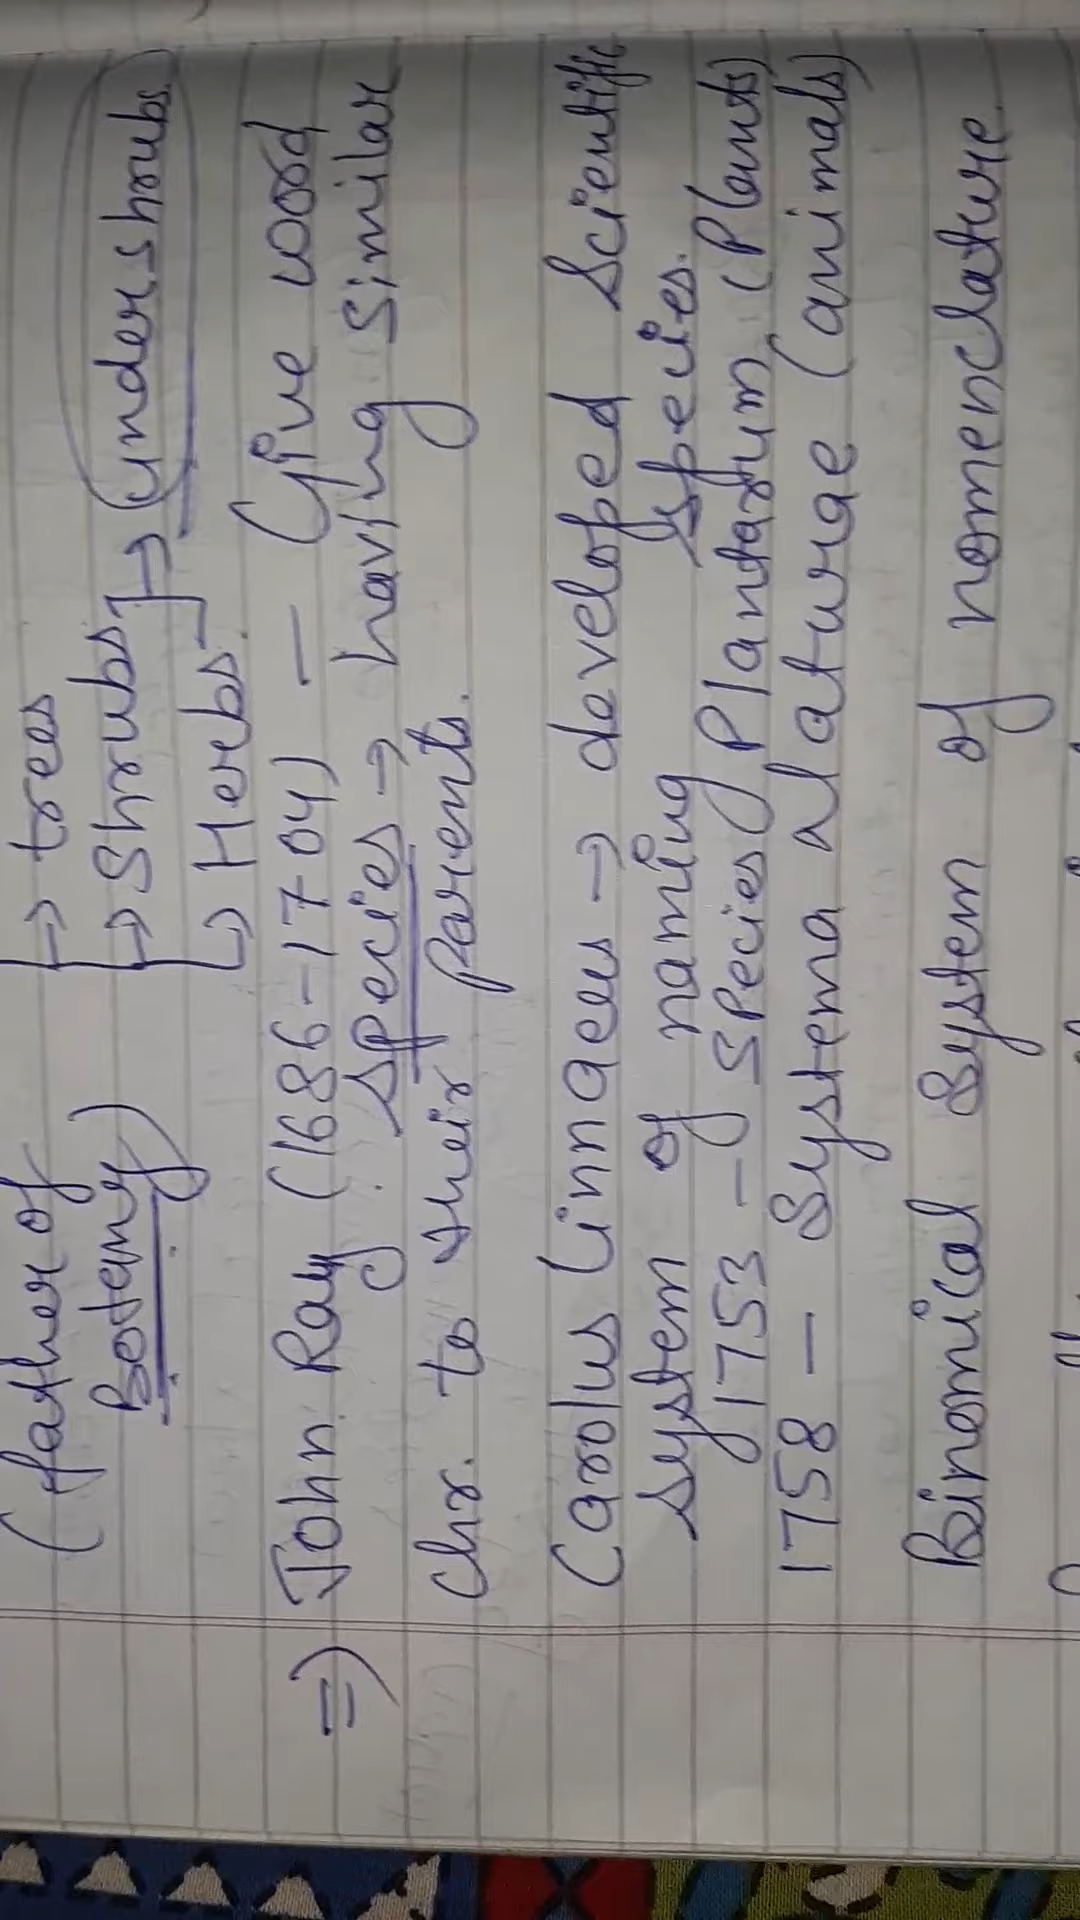 (father of → trees
Botany) → Shrubs → undershrubs
→ Herbs
⇒ John Ray (1686-1704) - Give word
Species → having similar
Chr. to their parents.
Carolus Linnaeus → developed Scientific
system of naming species.
1753 - Species Plantarum (Plants)
1758 - Systema Naturae (animals)
Binomical System of nomenclature.